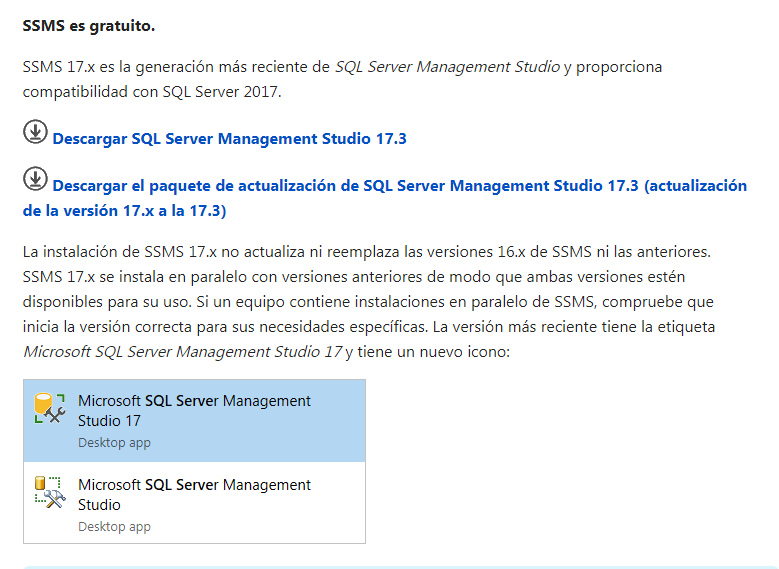 SSMS es gratuito.
SSMS 17.x es la generación más reciente de SQL Server Management Studio y proporciona
compatibilidad con SQL Server 2017.
Descargar SQL Server Management Studio 17.3
Descargar el paquete de actualización de SQL Server Management Studio 17.3 (actualización
de la versión 17.x a la 17.3)
La instalación de SSMS 17.x no actualiza ni reemplaza las versiones 16.x de SSMS ni las anteriores.
SSMS 17.x se instala en paralelo con versiones anteriores de modo que ambas versiones estén
disponibles para su uso. Si un equipo contiene instalaciones en paralelo de SSMS, compruebe que
inicia la versión correcta para sus necesidades específicas. La versión más reciente tiene la etiqueta
Microsoft SQL Server Management Studio 17 y tiene un nuevo icono:
Microsoft SQL Server Management
Studio 17
Desktop app
Microsoft SQL Server Management
Studio
Desktop app